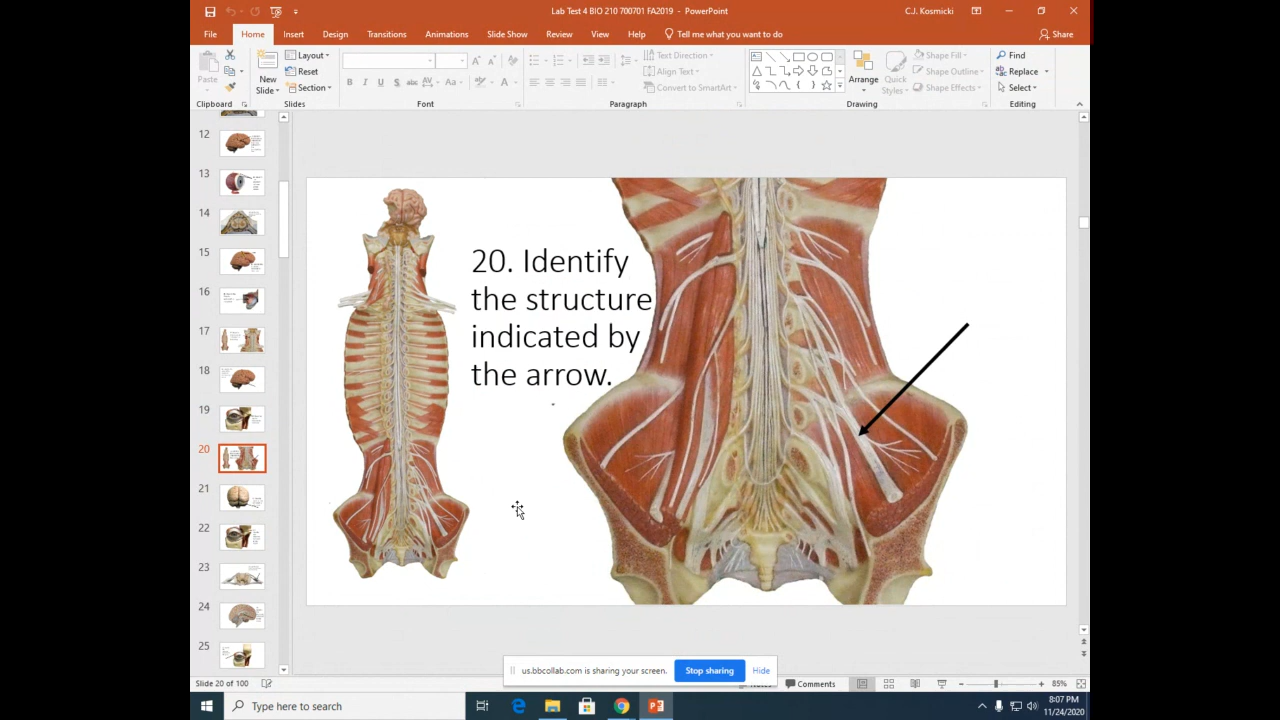 Lab Test 4 BIO 210 700701 FA2019 - PowerPoint
C.J. Kosmicki
File Home Insert Design Transitions Animations Slide Show Review View Help Tell me what you want to do
Share
Paste
Clipboard
New Slide
Layout
Reset
Section
Slides
B I U S abc AV Aa A
Font
Text Direction
Align Text
Convert to SmartArt
Paragraph
Arrange
Quick Styles
Shape Fill
Shape Outline
Shape Effects
Drawing
Find
Replace
Select
Editing
12
13
14
15
16
17
18
19
20
21
22
23
24
25
20. Identify
the structure
indicated by
the arrow.
us.bbcollab.com is sharing your screen.
Stop sharing
Hide
Slide 20 of 100
Comments
85%
Type here to search
8:07 PM
11/24/2020